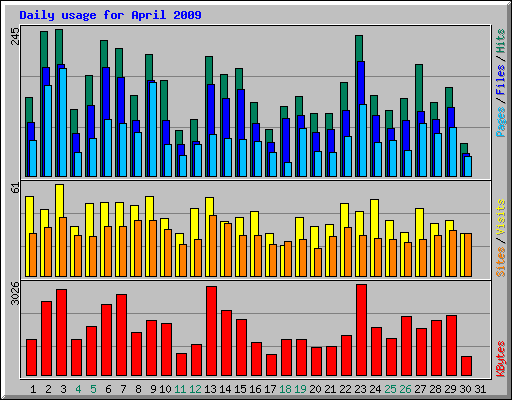 Daily usage for April 2009
245
Pages / Files / Hits
61
Sites / Visits
3026
KBytes
1 2 3 4 5 6 7 8 9 10 11 12 13 14 15 16 17 18 19 20 21 22 23 24 25 26 27 28 29 30 31